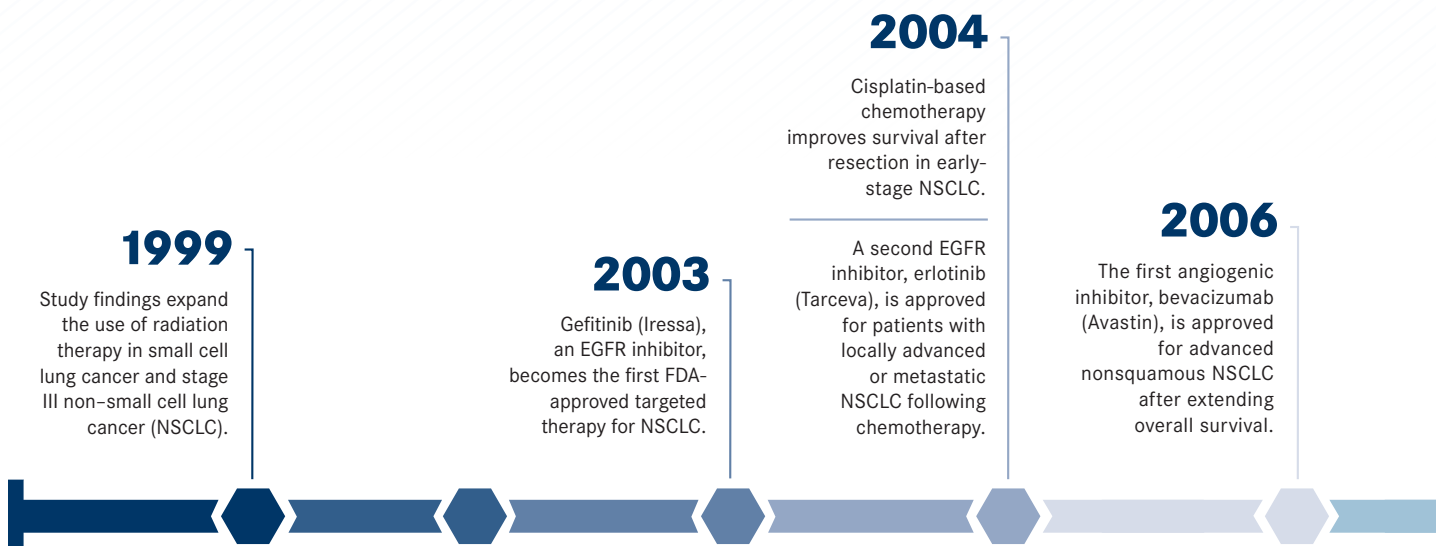 1999
Study findings expand
the use of radiation
therapy in small cell
lung cancer and stage
III non–small cell lung
cancer (NSCLC).
2003
Gefitinib (Iressa),
an EGFR inhibitor,
becomes the first FDA-
approved targeted
therapy for NSCLC.
2004
Cisplatin-based
chemotherapy
improves survival after
resection in early-
stage NSCLC.
A second EGFR
inhibitor, erlotinib
(Tarceva), is approved
for patients with
locally advanced
or metastatic
NSCLC following
chemotherapy.
2006
The first angiogenic
inhibitor, bevacizumab
(Avastin), is approved
for advanced
nonsquamous NSCLC
after extending
overall survival.